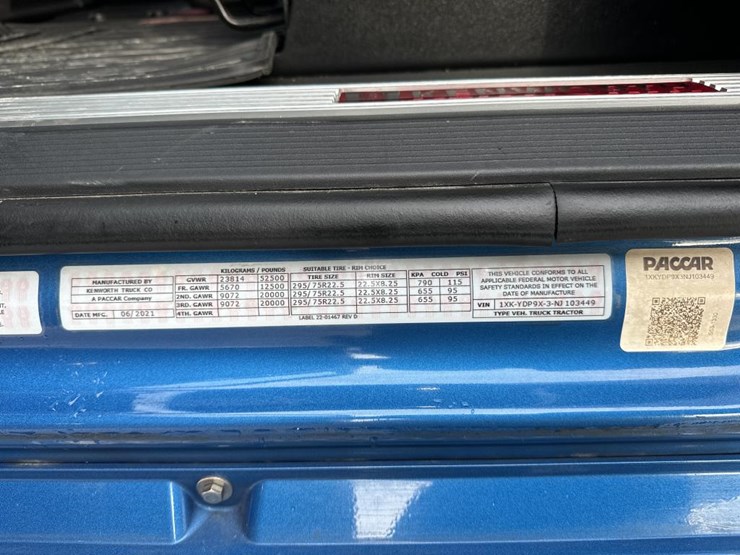 KENWORTH
MANUFACTURED BY
KENWORTH TRUCK CO
A PACCAR Company
DATE MFG. 06/2021
KILOGRAMS / POUNDS SUITABLE TIRE - RIM CHOICE
GVWR 23814 52500 TIRE SIZE RIM SIZE KPA COLD PSI
FR. GAWR 5670 12500 295/75R22.5 22.5X8.25 790 115
2ND. GAWR 9072 20000 295/75R22.5 22.5X8.25 655 95
3RD. GAWR 9072 20000 295/75R22.5 22.5X8.25 655 95
4TH. GAWR
LABEL 22-01467 REV D
THIS VEHICLE CONFORMS TO ALL
APPLICABLE FEDERAL MOTOR VEHICLE
SAFETY STANDARDS IN EFFECT ON THE
DATE OF MANUFACTURE
VIN 1XK-YDP9X-3-NJ 103449
TYPE VEH. TRUCK TRACTOR
PACCAR
1XKYDP9X3NJ103449